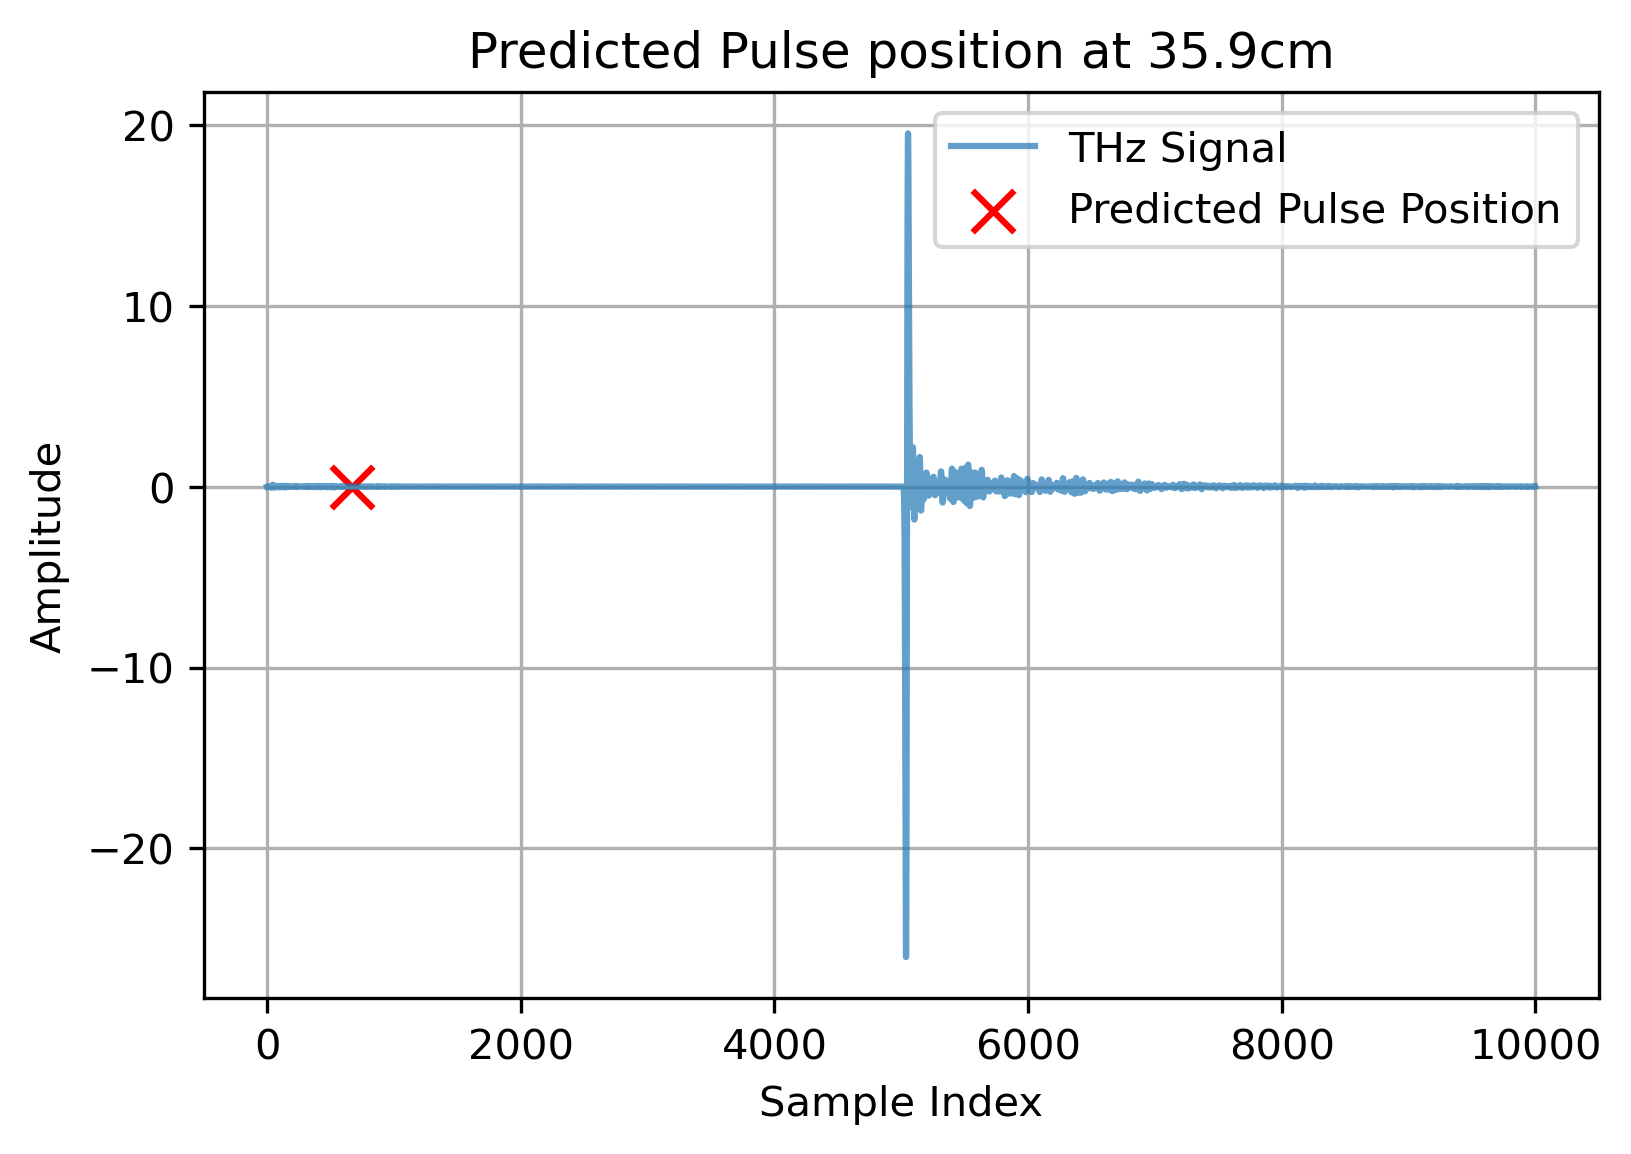 Predicted Pulse position at 35.9cm
THz Signal
Predicted Pulse Position
20
10
0
−10
−20
Amplitude
0 2000 4000 6000 8000 10000
Sample Index